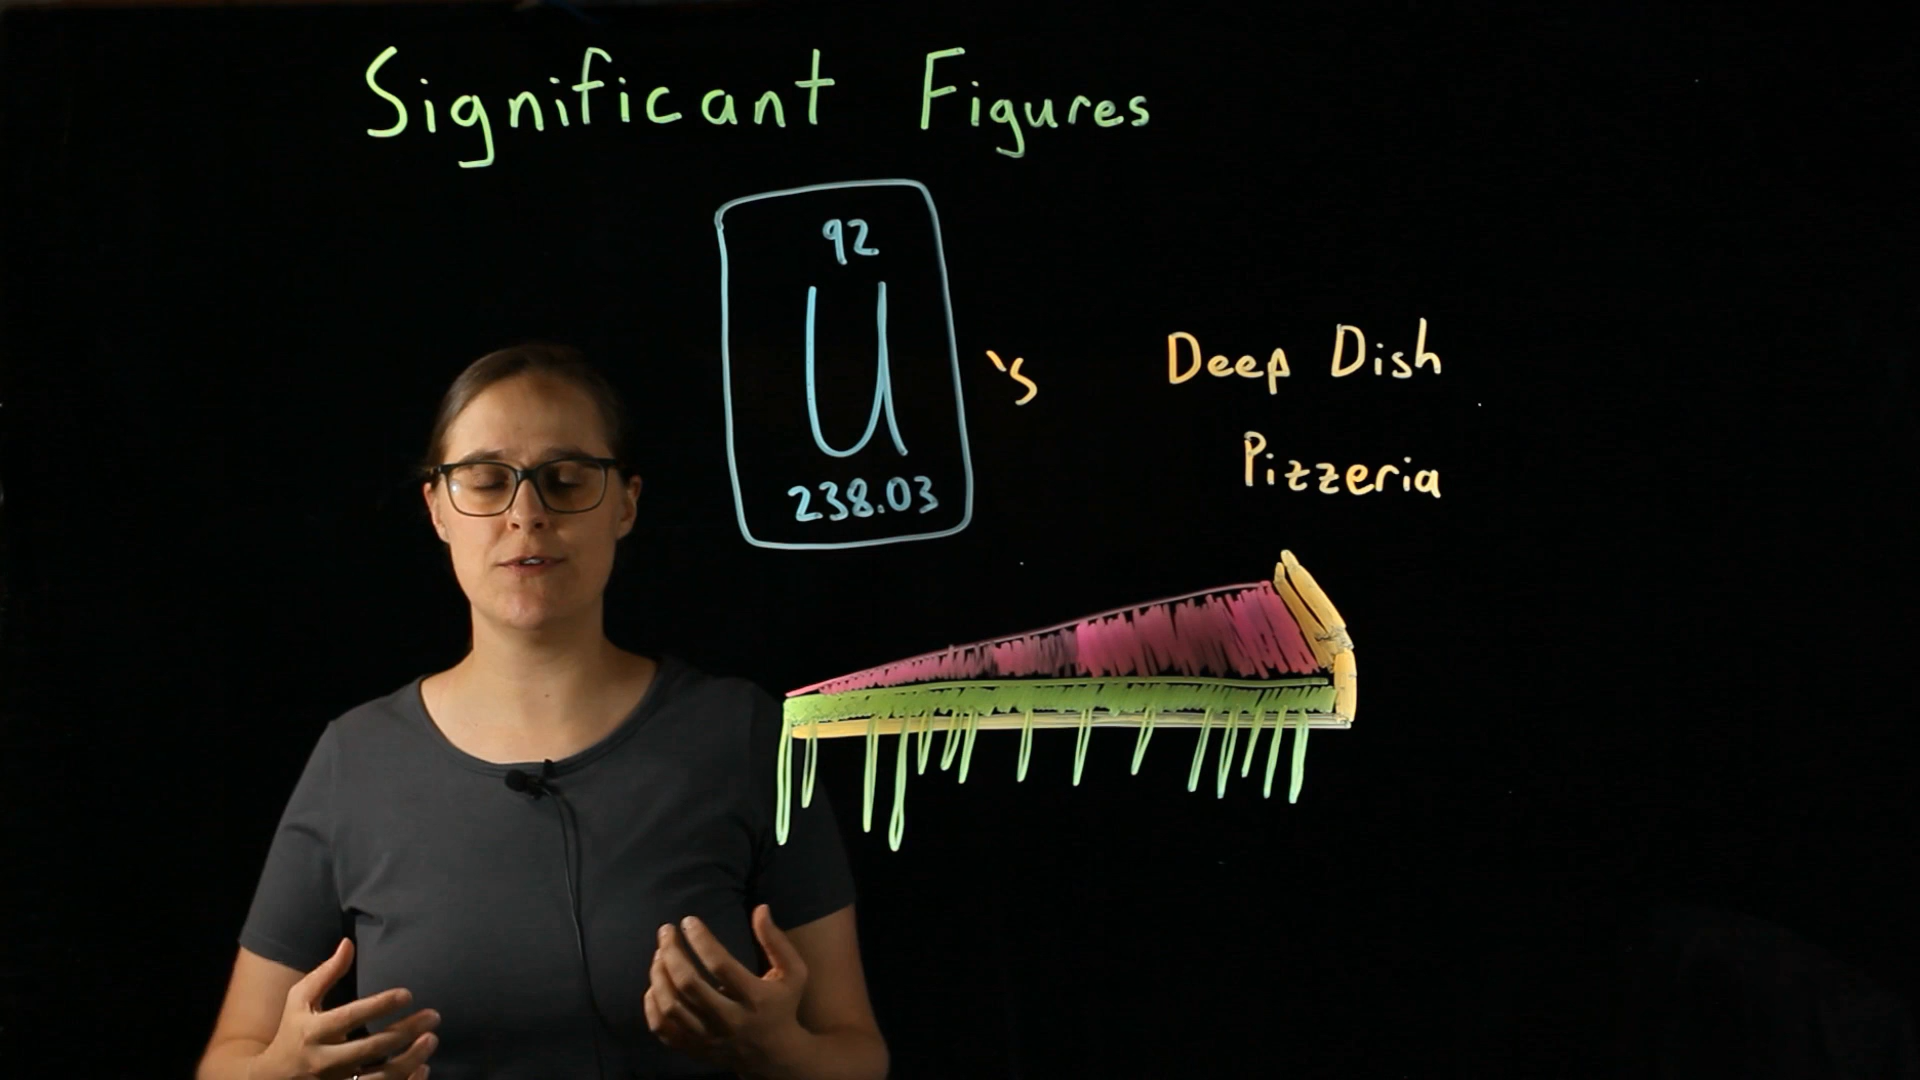 Significant Figures
92
U
238.03
's
Deep Dish
Pizzeria